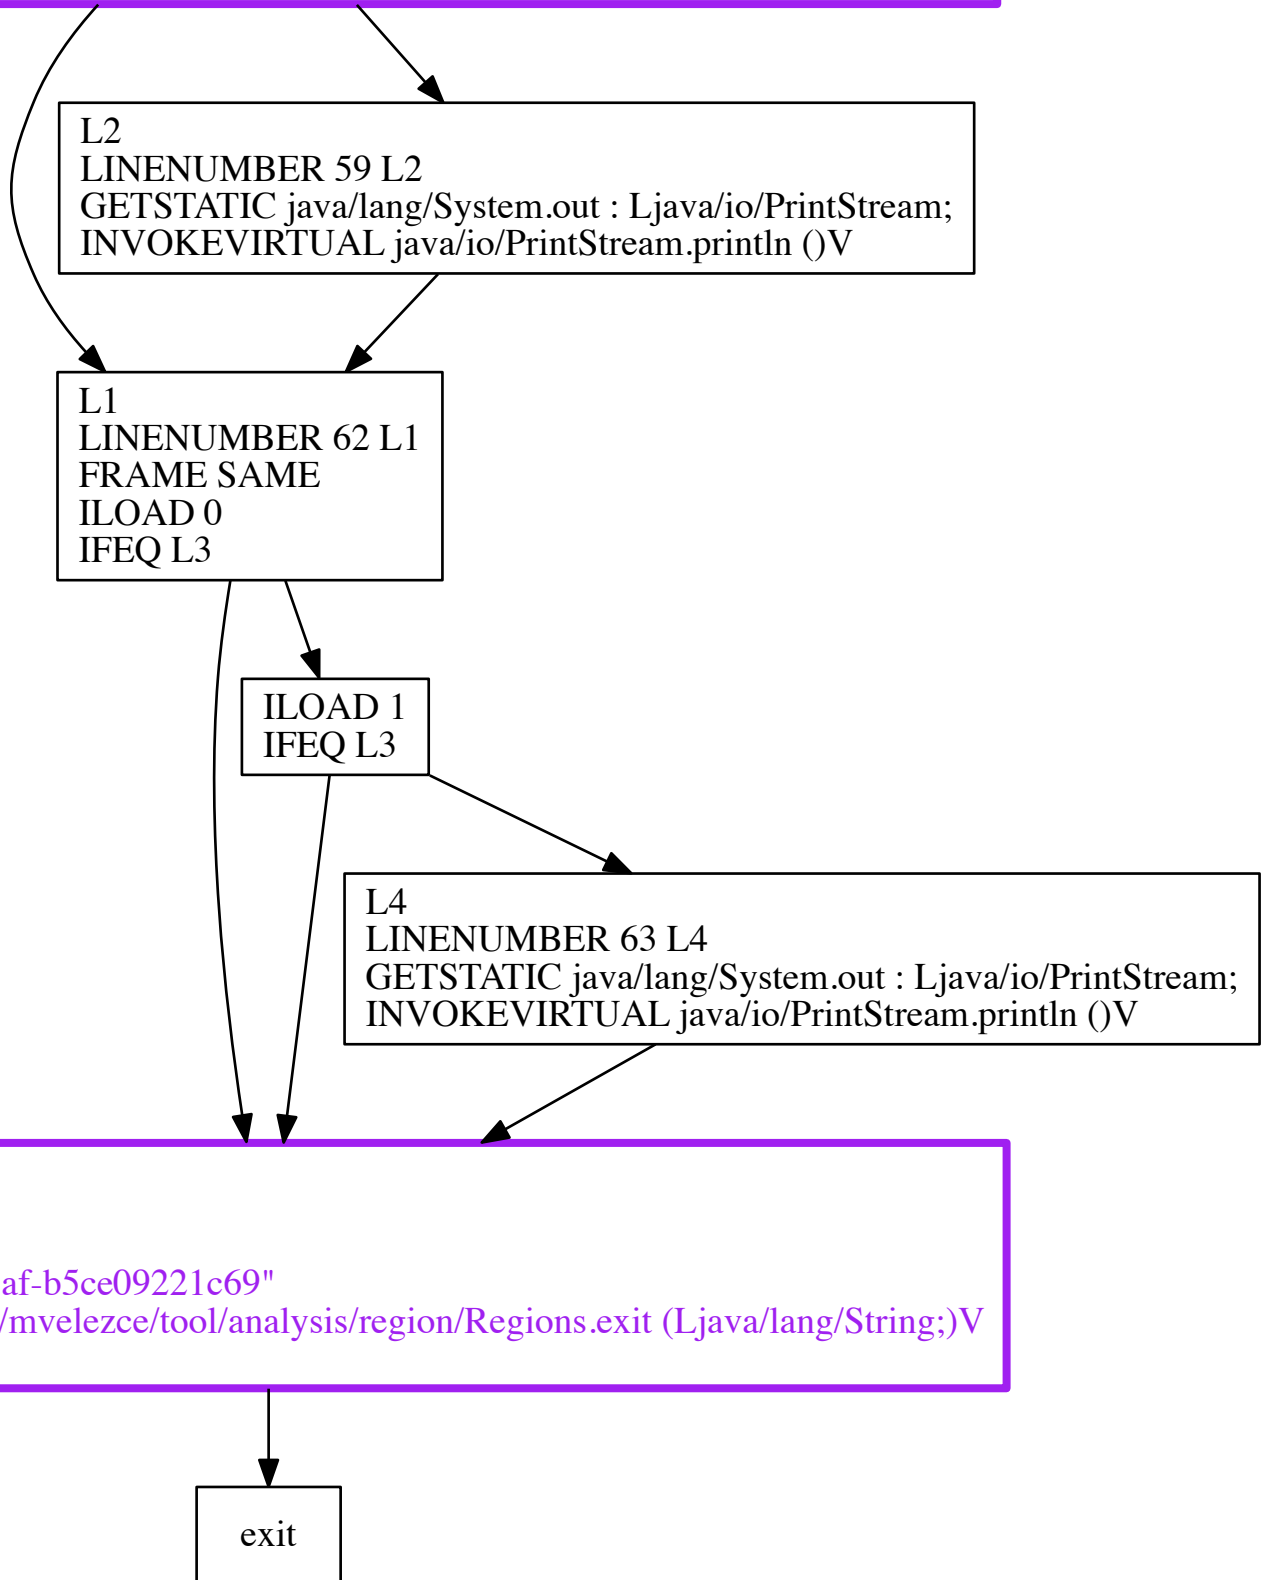 L2
LINENUMBER 59 L2
GETSTATIC java/lang/System.out : Ljava/io/PrintStream;
INVOKEVIRTUAL java/io/PrintStream.println ()V
L1
LINENUMBER 62 L1
FRAME SAME
ILOAD 0
IFEQ L3
ILOAD 1
IFEQ L3
L4
LINENUMBER 63 L4
GETSTATIC java/lang/System.out : Ljava/io/PrintStream;
INVOKEVIRTUAL java/io/PrintStream.println ()V
af-b5ce09221c69"
/mvelezce/tool/analysis/region/Regions.exit (Ljava/lang/String;)V
exit